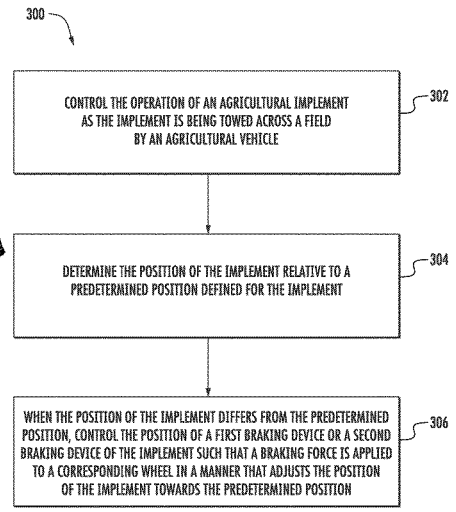 300
CONTROL THE OPERATION OF AN AGRICULTURAL IMPLEMENT
AS THE IMPLEMENT IS BEING TOWED ACROSS A FIELD
BY AN AGRICULTURAL VEHICLE
302
DETERMINE THE POSITION OF THE IMPLEMENT RELATIVE TO A
PREDETERMINED POSITION DEFINED FOR THE IMPLEMENT
304
WHEN THE POSITION OF THE IMPLEMENT DIFFERS FROM THE PREDETERMINED
POSITION, CONTROL THE POSITION OF A FIRST BRAKING DEVICE OR A SECOND
BRAKING DEVICE OF THE IMPLEMENT SUCH THAT A BRAKING FORCE IS APPLIED
TO A CORRESPONDING WHEEL IN A MANNER THAT ADJUSTS THE POSITION
OF THE IMPLEMENT TOWARDS THE PREDETERMINED POSITION
306